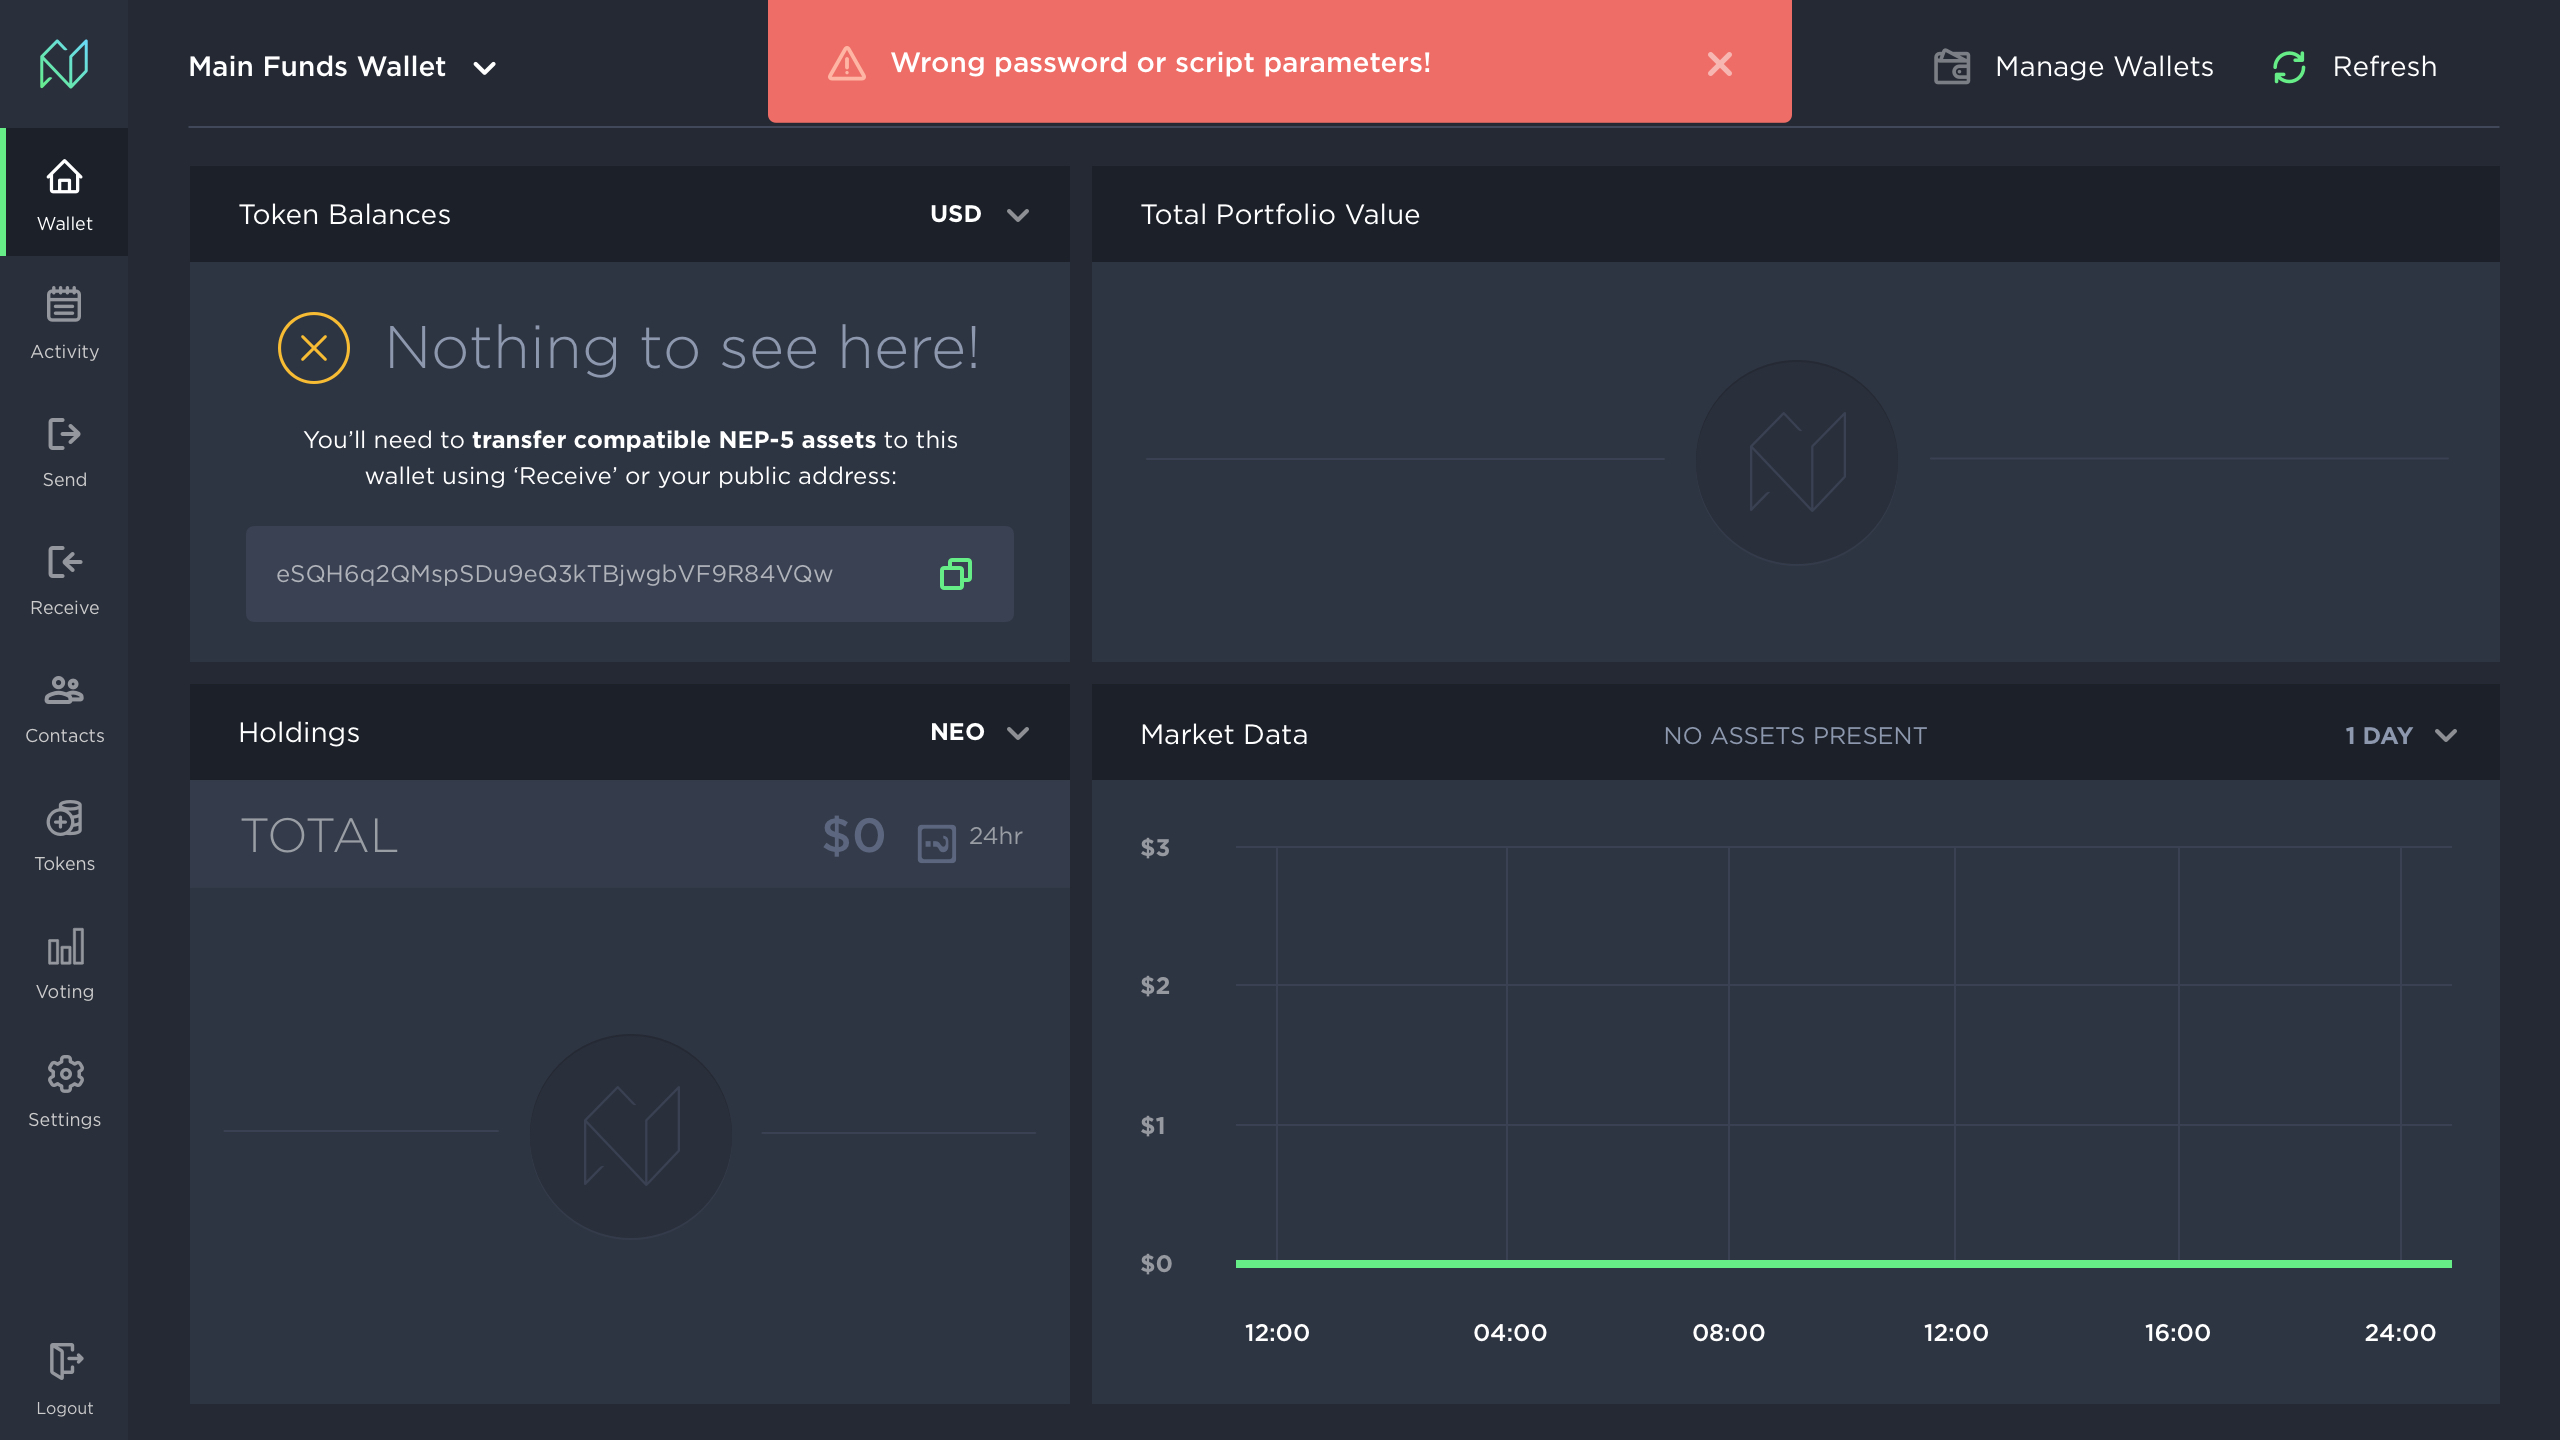 Main Funds Wallet
Wrong password or script parameters!
Manage Wallets
Refresh
Wallet
Activity
Send
Receive
Contacts
Tokens
Voting
Settings
Logout
Token Balances
USD
Nothing to see here!
You’ll need to transfer compatible NEP-5 assets to this
wallet using ‘Receive’ or your public address:
eSQH6q2QMspSDu9eQ3kTBjwgbVF9R84VQw
Total Portfolio Value
Holdings
NEO
TOTAL
$0
24hr
Market Data
NO ASSETS PRESENT
1 DAY
$3
$2
$1
$0
12:00
04:00
08:00
12:00
16:00
24:00